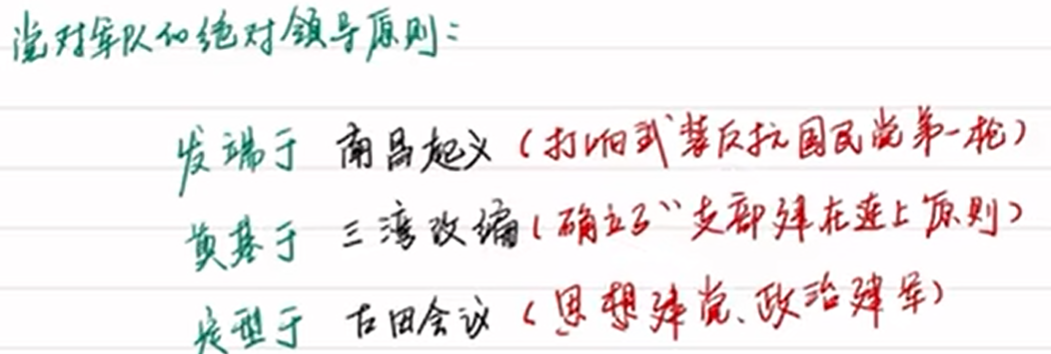 党对军队的绝对领导原则：
发端于 南昌起义（打响武装反抗国民党第一枪）
奠基于 三湾改编（确立了“支部建在连上原则）
定型于 古田会议（思想建党、政治建军）